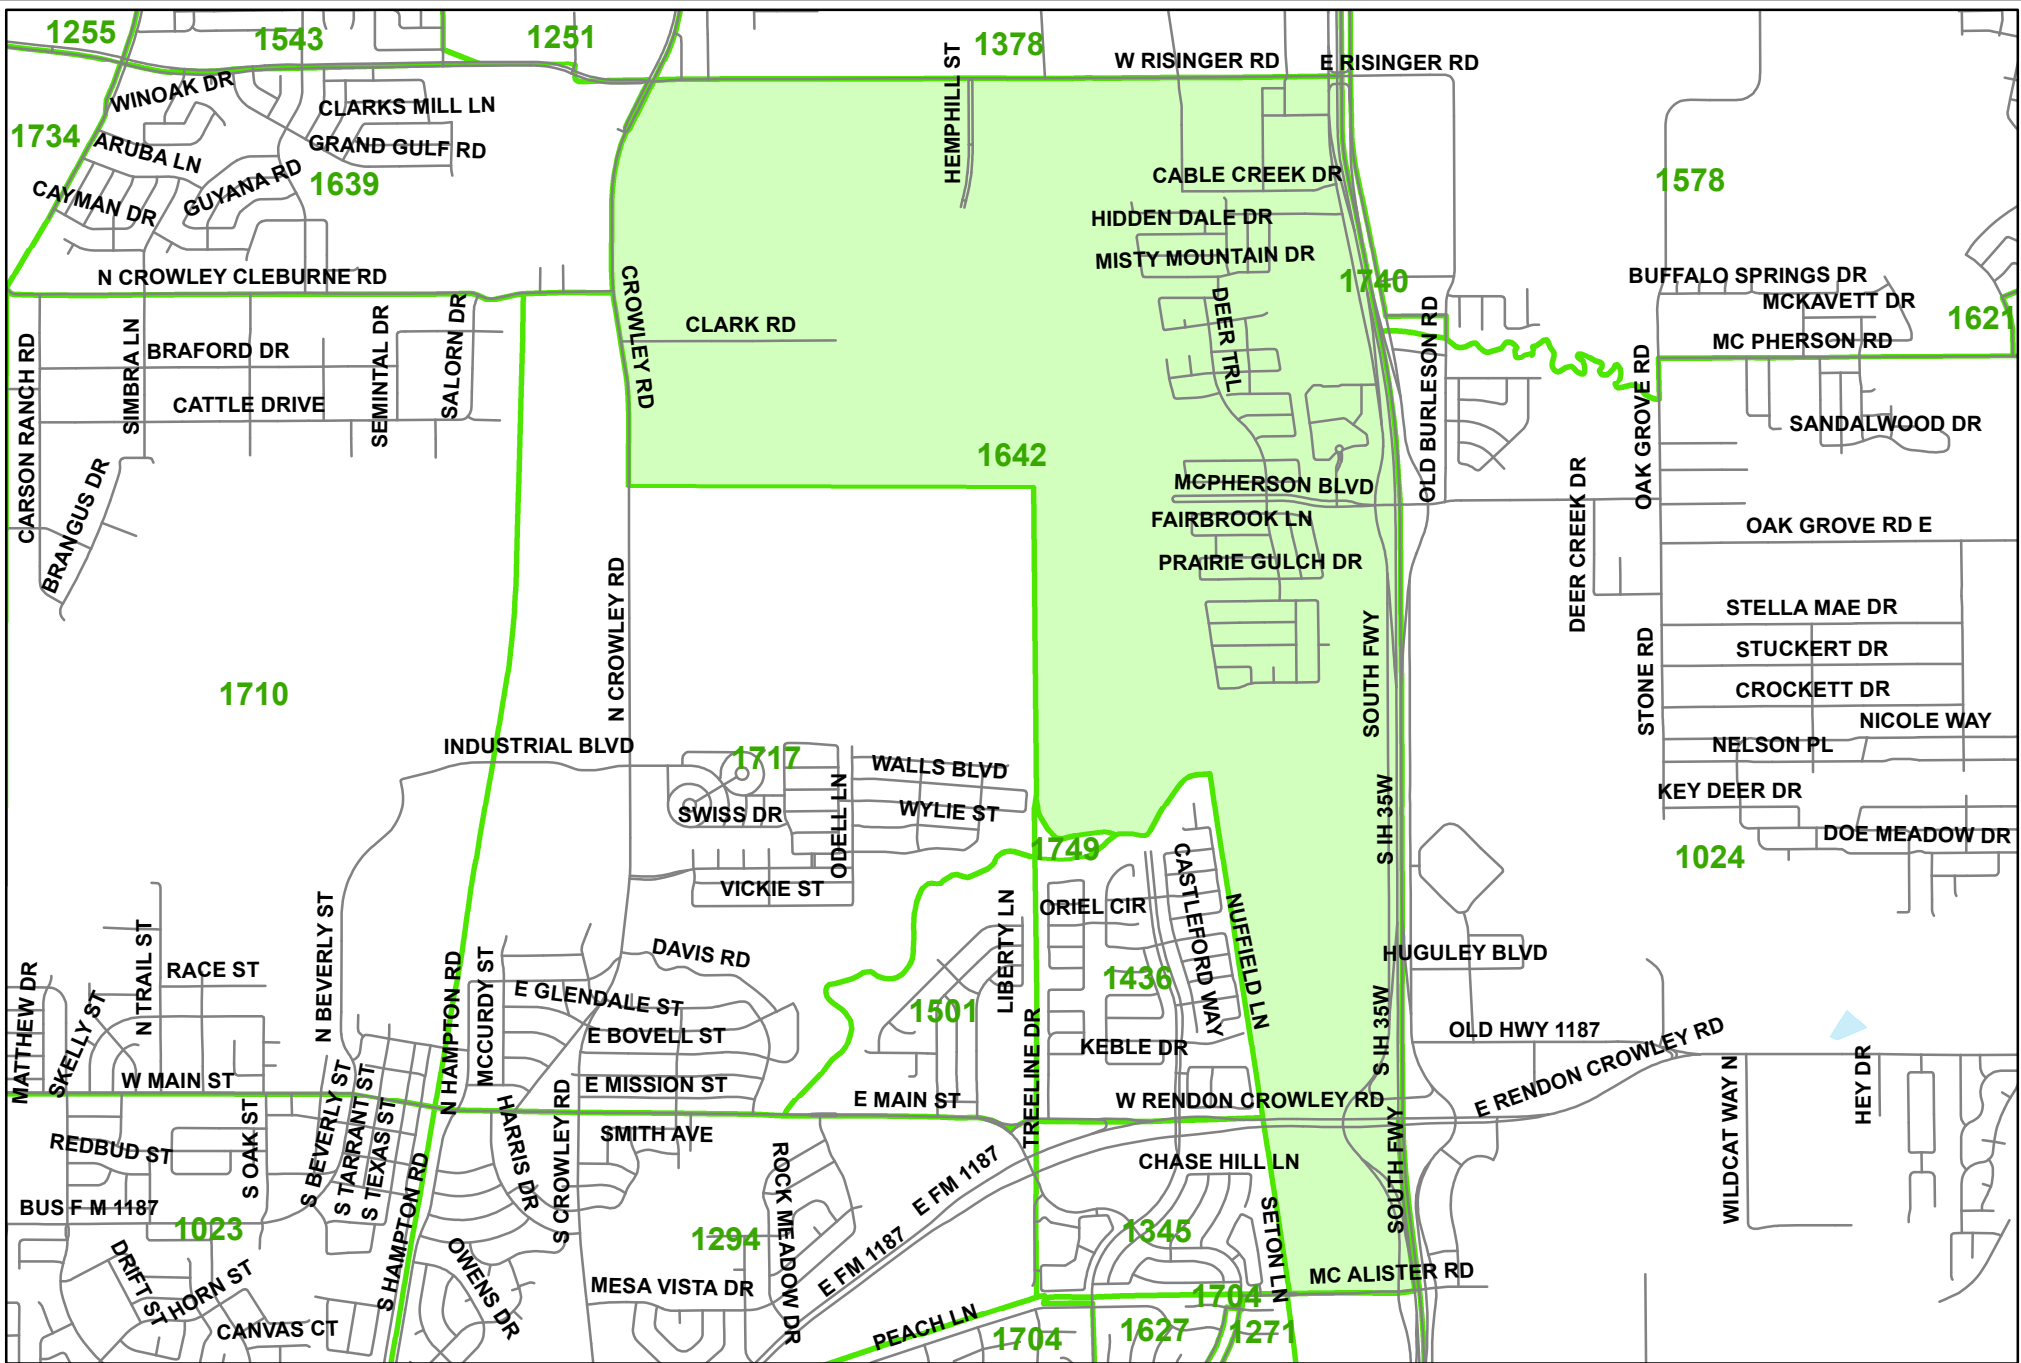 1255
1543
1251
1378
W RISINGER RD
E RISINGER RD
HEMPHILL ST
WINOAK DR
CLARKS MILL LN
1734
ARUBA LN
GRAND GULF RD
CAYMAN DR
GUYANA RD
1639
CABLE CREEK DR
1578
HIDDEN DALE DR
MISTY MOUNTAIN DR
N CROWLEY CLEBURNE RD
1740
BUFFALO SPRINGS DR
MCKAVETT DR
1621
CROWLEY RD
CLARK RD
DEER TRL
OLD BURLESON RD
MC PHERSON RD
CARSON RANCH RD
SIMBRA LN
BRAFORD DR
SEMINTAL DR
SALORN DR
CATTLE DRIVE
OAK GROVE RD
SANDALWOOD DR
1642
BRANGUS DR
MCPHERSON BLVD
FAIRBROOK LN
PRAIRIE GULCH DR
DEER CREEK DR
OAK GROVE RD E
STELLA MAE DR
STUCKERT DR
CROCKETT DR
NICOLE WAY
NELSON PL
STONE RD
KEY DEER DR
DOE MEADOW DR
1024
N CROWLEY RD
SOUTH FWY
1710
INDUSTRIAL BLVD
1717
WALLS BLVD
SWISS DR
ODELL LN
WYLIE ST
S IH 35W
1749
VICKIE ST
LIBERTY LN
ORIEL CIR
CASTLEFORD WAY
NUFFIELD LN
N BEVERLY ST
N TRAIL ST
RACE ST
MATTHEW DR
SKELLY ST
N HAMPTON RD
MCCURDY ST
DAVIS RD
E GLENDALE ST
E BOVELL ST
E MISSION ST
1501
1436
HUGULEY BLVD
S IH 35W
OLD HWY 1187
E RENDON CROWLEY RD
TREELINE DR
KEBLE DR
W MAIN ST
E MAIN ST
W RENDON CROWLEY RD
WILDCAT WAY N
HEY DR
REDBUD ST
S OAK ST
S BEVERLY ST
S TARRANT ST
S TEXAS ST
HARRIS DR
S CROWLEY RD
SMITH AVE
ROCK MEADOW DR
E FM 1187
CHASE HILL LN
SOUTH FWY
BUS F M 1187
1023
S HAMPTON RD
1294
E FM 1187
1345
SETON LN
DRIFT ST
HORN ST
OWENS DR
MESA VISTA DR
MC ALISTER RD
1704
CANVAS CT
PEACH LN
1704
1627
1271